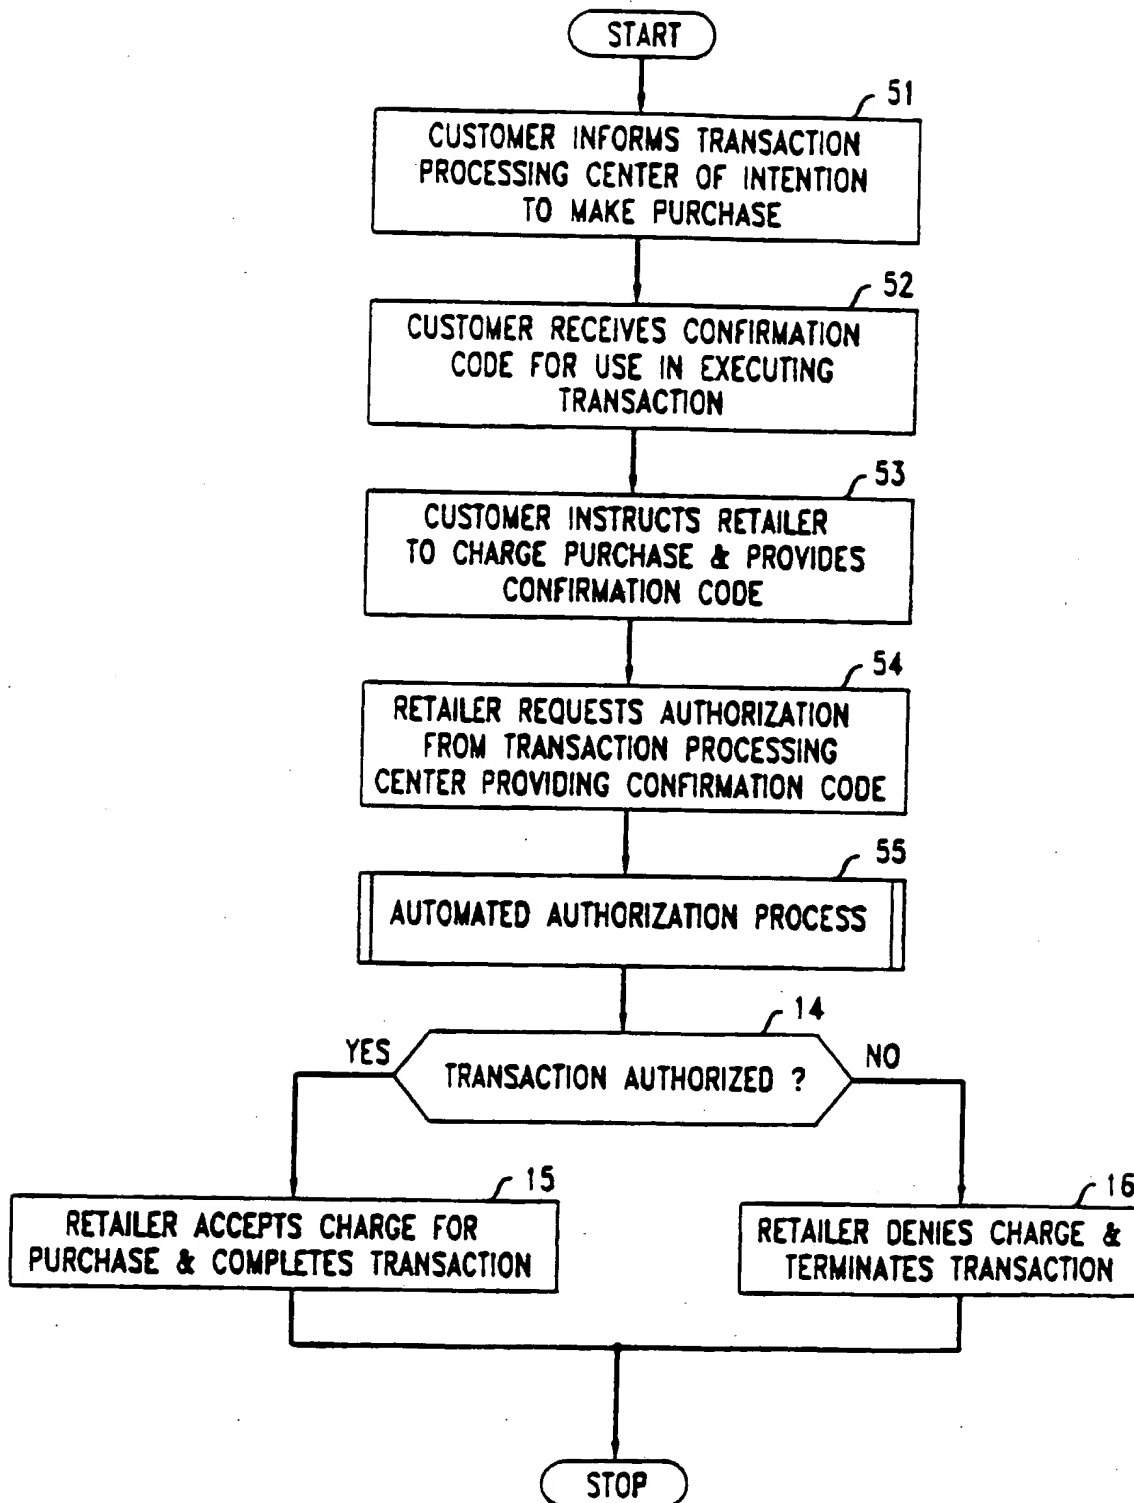 START
51
CUSTOMER INFORMS TRANSACTION
PROCESSING CENTER OF INTENTION
TO MAKE PURCHASE
52
CUSTOMER RECEIVES CONFIRMATION
CODE FOR USE IN EXECUTING
TRANSACTION
53
CUSTOMER INSTRUCTS RETAILER
TO CHARGE PURCHASE & PROVIDES
CONFIRMATION CODE
54
RETAILER REQUESTS AUTHORIZATION
FROM TRANSACTION PROCESSING
CENTER PROVIDING CONFIRMATION CODE
55
AUTOMATED AUTHORIZATION PROCESS
14
YES
TRANSACTION AUTHORIZED ?
NO
15
RETAILER ACCEPTS CHARGE FOR
PURCHASE & COMPLETES TRANSACTION
16
RETAILER DENIES CHARGE &
TERMINATES TRANSACTION
STOP